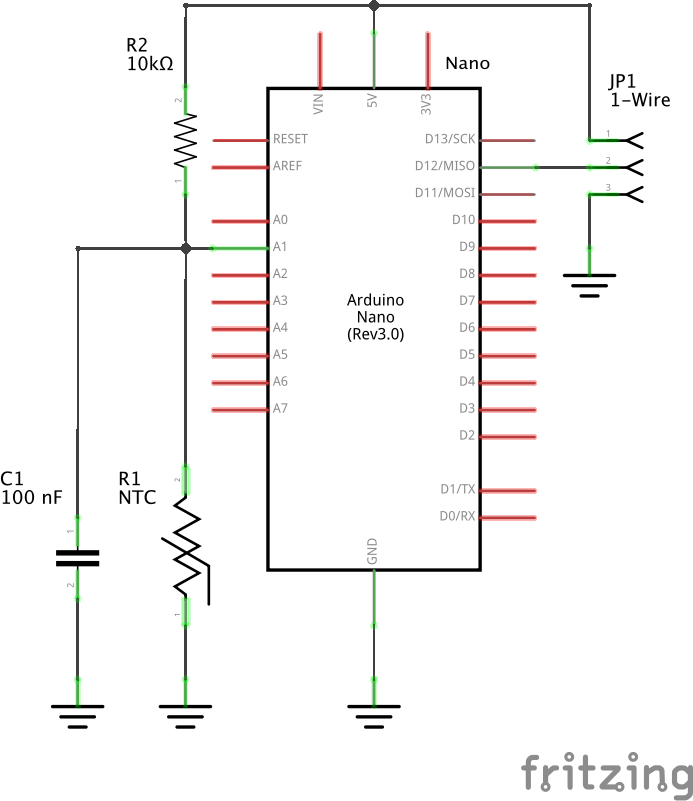 R2
10kΩ
2
1
VIN
5V
3V3
Nano
JP1
1-Wire
1
2
3
RESET
AREF
A0
A1
A2
A3
A4
A5
A6
A7
D13/SCK
D12/MISO
D11/MOSI
D10
D9
D8
D7
D6
D5
D4
D3
D2
D1/TX
D0/RX
Arduino
Nano
(Rev3.0)
GND
C1
100 nF
1
2
R1
NTC
2
1
fritzing